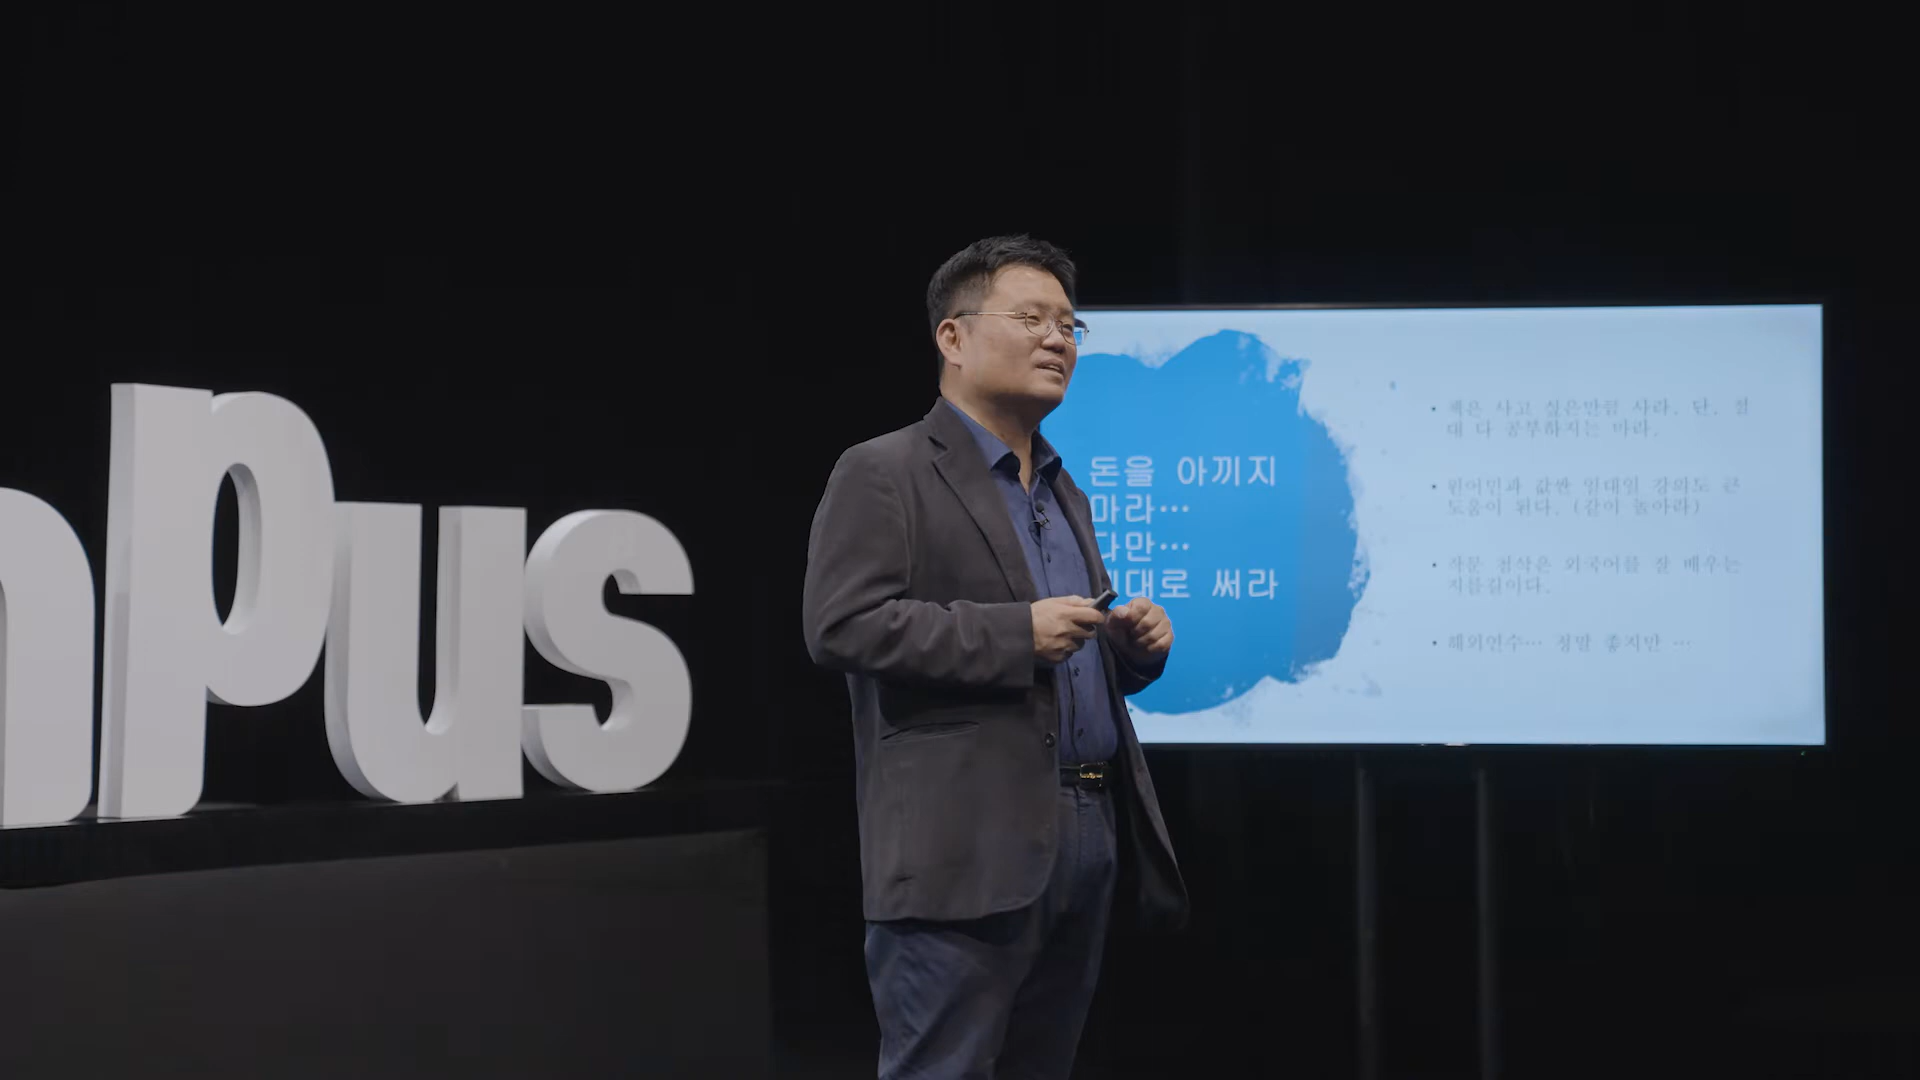 pus
돈을 아끼지
마라…
다만…
제대로 써라
• 책은 사고 싶은만큼 사라. 단, 절
대 다 공부하지는 마라.
• 원어민과 값싼 일대일 강의도 큰
도움이 된다. (같이 놀아라)
• 작문 첨삭은 외국어를 잘 배우는
지름길이다.
• 해외연수… 정말 좋지만 …